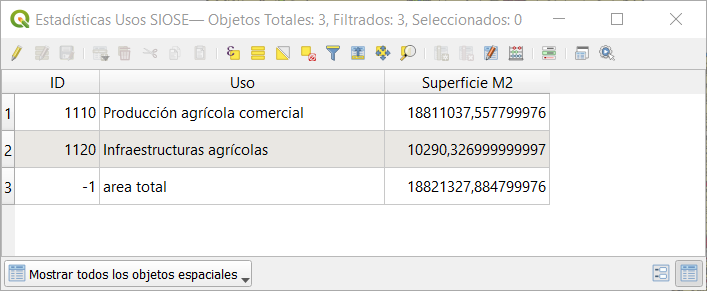 Estadísticas Usos SIOSE— Objetos Totales: 3, Filtrados: 3, Seleccionados: 0
ID Uso Superficie M2
1 1110 Producción agrícola comercial 18811037,557799976
2 1120 Infraestructuras agrícolas 10290,326999999997
3 -1 area total 18821327,884799976
Mostrar todos los objetos espaciales